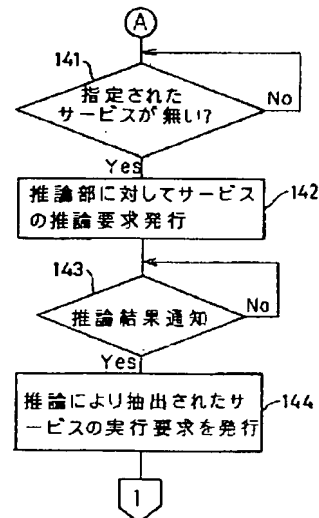 A
141
指定された
サービスが無い?
No
Yes
推論部に対してサービス
の推論要求発行
142
143
推論結果通知
No
Yes
推論により抽出されたサ
ービスの実行要求を発行
144
1